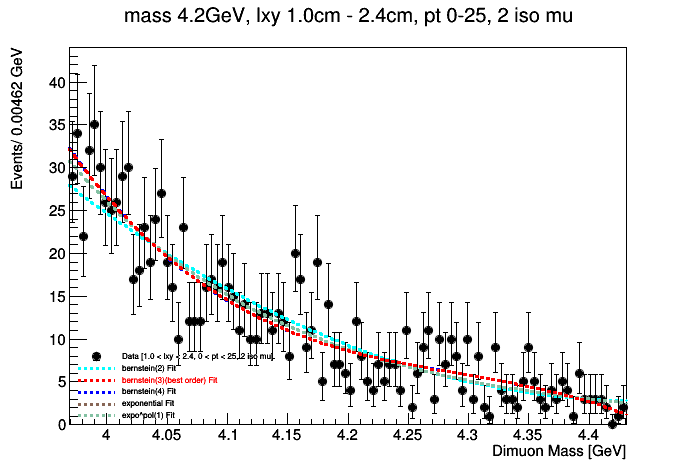 mass 4.2GeV, lxy 1.0cm - 2.4cm, pt 0-25, 2 iso mu
Events/ 0.00462 GeV
40
35
30
25
20
15
10
5
0
Data [1.0 < lxy < 2.4, 0 < pt < 25, 2 iso mu]
bernstein(2) Fit
bernstein(3)(best order) Fit
bernstein(4) Fit
exponential Fit
expo*pol(1) Fit
4 4.05 4.1 4.15 4.2 4.25 4.3 4.35 4.4
Dimuon Mass [GeV]